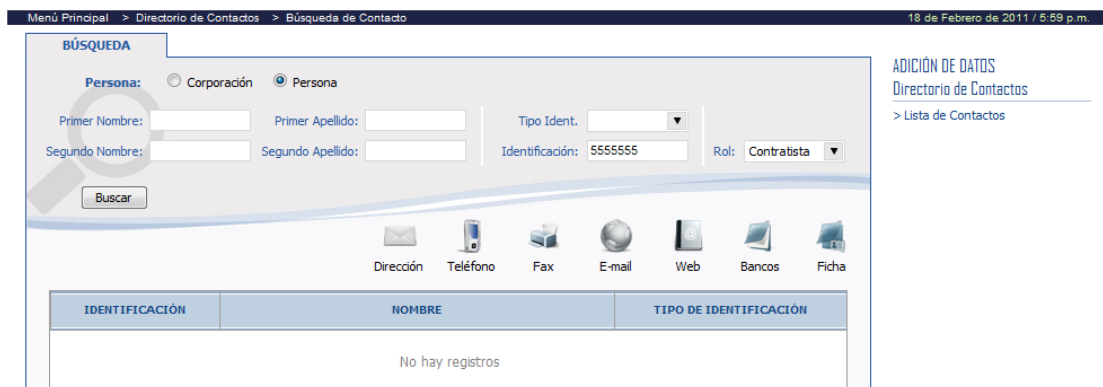 Menú Principal > Directorio de Contactos > Búsqueda de Contacto 18 de Febrero de 2011 / 5:59 p.m.
BÚSQUEDA
ADICIÓN DE DATOS
Directorio de Contactos
> Lista de Contactos
Persona: Corporación Persona
Primer Nombre: Primer Apellido: Tipo Ident.
Segundo Nombre: Segundo Apellido: Identificación: 5555555 Rol: Contratista
Buscar
Dirección Teléfono Fax E-mail Web Bancos Ficha
IDENTIFICACIÓN NOMBRE TIPO DE IDENTIFICACIÓN
No hay registros